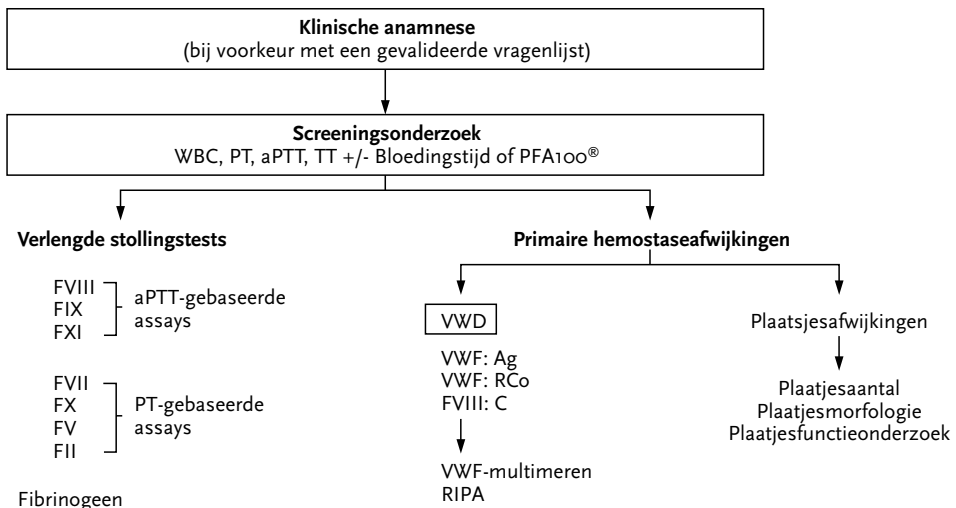 Klinische anamnese
(bij voorkeur met een gevalideerde vragenlijst)
Screeningsonderzoek
WBC, PT, aPTT, TT +/- Bloedingstijd of PFA100®
Verlengde stollingstests
FVIII
FIX
FXI
aPTT-gebaseerde
assays
FVII
FX
FV
FII
PT-gebaseerde
assays
Fibrinogeen
Primaire hemostaseafwijkingen
VWD
VWF: Ag
VWF: RCo
FVIII: C
VWF-multimeren
RIPA
Plaatsjesafwijkingen
Plaatjesaantal
Plaatjesmorfologie
Plaatjesfunctieonderzoek